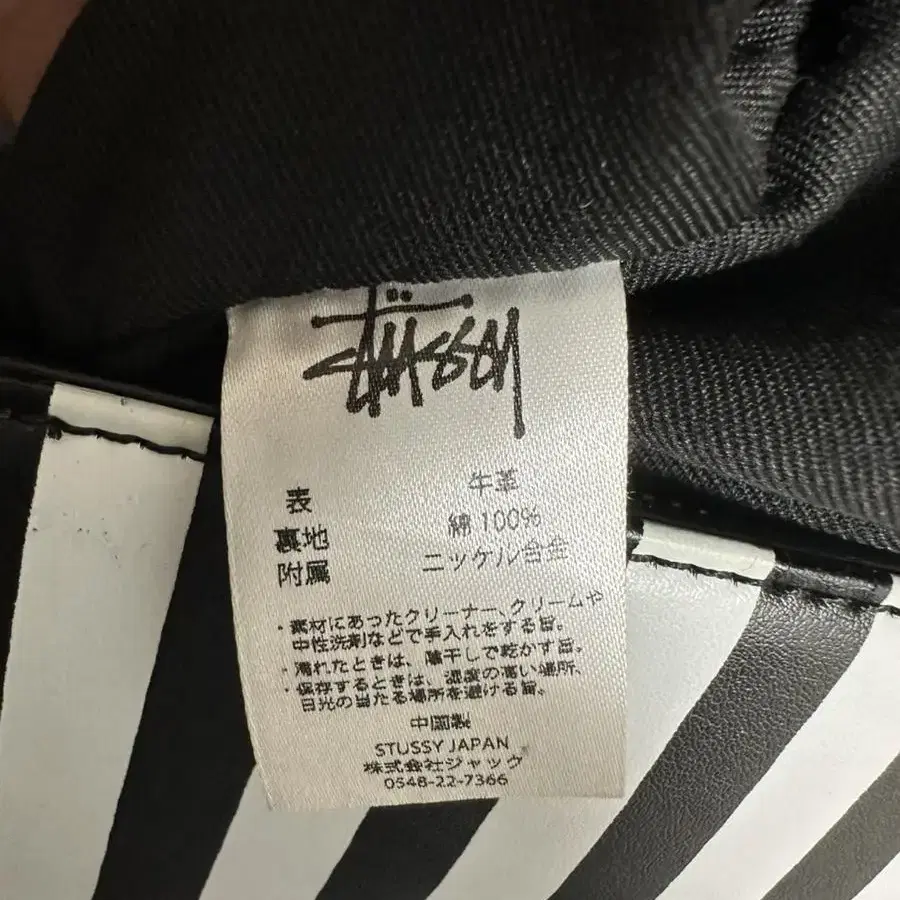 STÜSSY
表 牛革
裏地 綿100%
附属 ニッケル合金
・素材にあったクリーナー、クリームや
中性洗剤などで手入れをする旨。
・濡れたときは、陰干しで乾かす旨。
・保存するときは、湿度の高い場所、
日光の当たる場所を避ける旨。
中国製
STUSSY JAPAN
株式会社ジャック
0548-22-7366